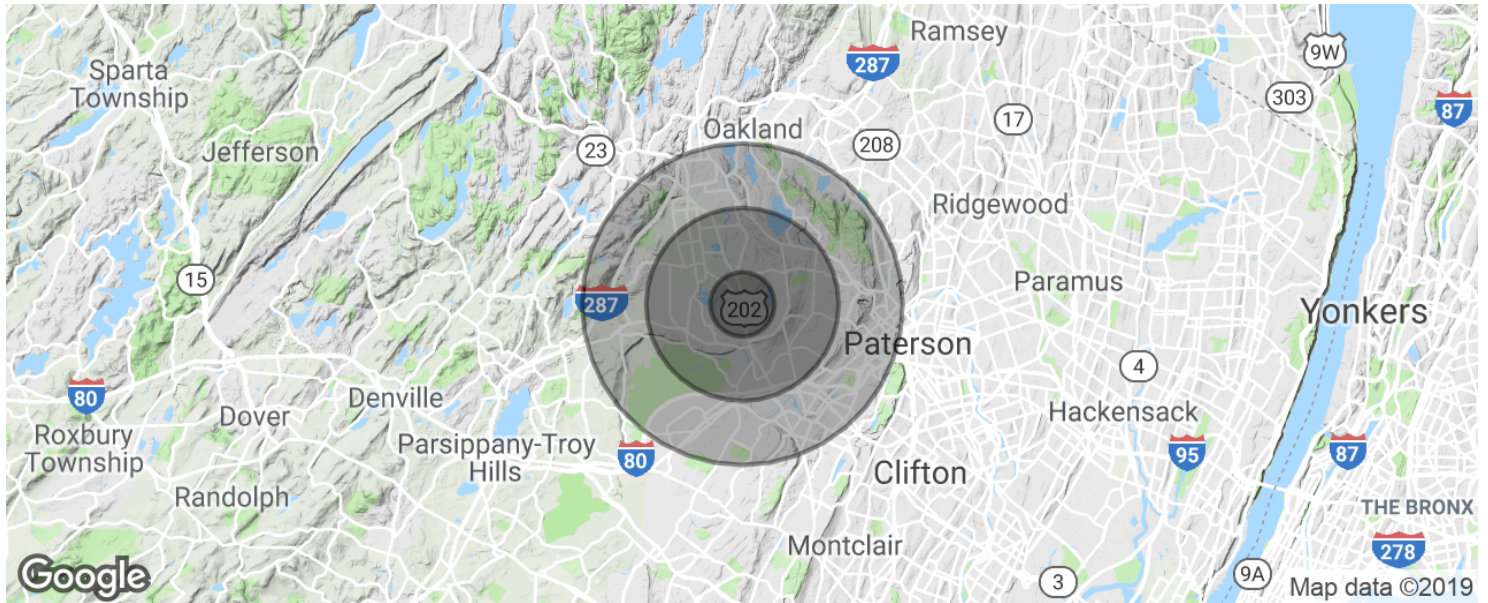 Ramsey
9W
287
Sparta
Township
303
87
17
Oakland
208
Jefferson
23
Ridgewood
15
Paramus
287
202
Yonkers
Paterson
4
80
Denville
Dover
Hackensack
Roxbury
Township
Parsippany-Troy
Hills
80
95
87
Clifton
Randolph
THE BRONX
Montclair
278
Google
3
9A
Map data ©2019